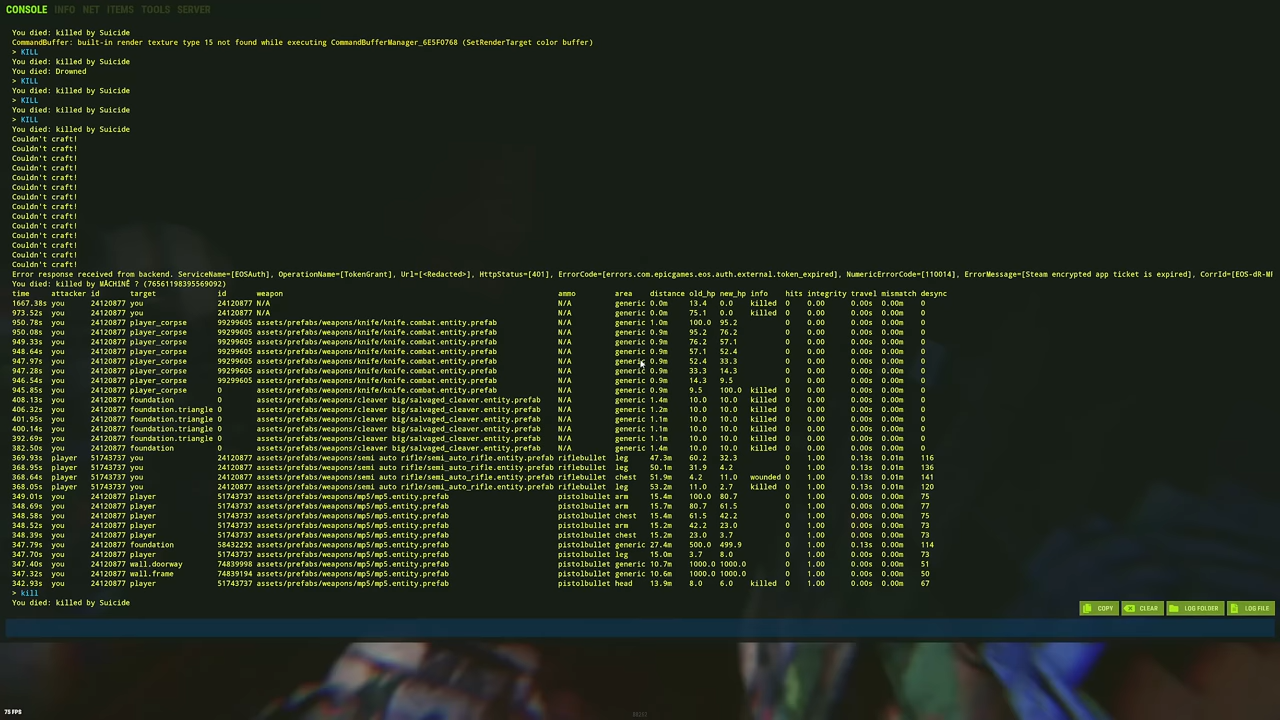 CONSOLE INFO NET ITEMS TOOLS SERVER
You died: killed by Suicide
CommandBuffer: built-in render texture type 15 not found while executing CommandBufferManager_6E5F0768 (SetRenderTarget color buffer)
> KILL
You died: killed by Suicide
You died: Drowned
> KILL
You died: killed by Suicide
> KILL
You died: killed by Suicide
> KILL
You died: killed by Suicide
Couldn't craft!
Couldn't craft!
Couldn't craft!
Couldn't craft!
Couldn't craft!
Couldn't craft!
Couldn't craft!
Couldn't craft!
Couldn't craft!
Couldn't craft!
Couldn't craft!
Couldn't craft!
Couldn't craft!
Couldn't craft!
Error response received from backend. ServiceName=[EOSAuth], OperationName=[TokenGrant], Url=[<Redacted>], HttpStatus=[401], ErrorCode=[errors.com.epicgames.eos.auth.external.token_expired], NumericErrorCode=[110014], ErrorMessage=[Steam encrypted app ticket is expired], CorrId=[EOS-dR-MF
You died: killed by MÄCHINÈ ? (76561198395569092)
time attacker id target id weapon ammo area distance old_hp new_hp info hits integrity travel mismatch desync
1667.38s you 24120877 you 24120877 N/A N/A generic 0.0m 13.4 0.0 killed 0 0.00 0.00s 0.00m 0
973.52s you 24120877 you 24120877 N/A N/A generic 0.0m 75.1 0.0 killed 0 0.00 0.00s 0.00m 0
950.78s you 24120877 player_corpse 99299605 assets/prefabs/weapons/knife/knife.combat.entity.prefab N/A generic 1.0m 100.0 95.2 0 0.00 0.00s 0.00m 0
950.08s you 24120877 player_corpse 99299605 assets/prefabs/weapons/knife/knife.combat.entity.prefab N/A generic 0.9m 95.2 76.2 0 0.00 0.00s 0.00m 0
949.33s you 24120877 player_corpse 99299605 assets/prefabs/weapons/knife/knife.combat.entity.prefab N/A generic 0.9m 76.2 57.1 0 0.00 0.00s 0.00m 0
948.64s you 24120877 player_corpse 99299605 assets/prefabs/weapons/knife/knife.combat.entity.prefab N/A generic 0.9m 57.1 52.4 0 0.00 0.00s 0.00m 0
947.97s you 24120877 player_corpse 99299605 assets/prefabs/weapons/knife/knife.combat.entity.prefab N/A generic 0.9m 52.4 33.3 0 0.00 0.00s 0.00m 0
947.28s you 24120877 player_corpse 99299605 assets/prefabs/weapons/knife/knife.combat.entity.prefab N/A generic 0.9m 33.3 14.3 0 0.00 0.00s 0.00m 0
946.54s you 24120877 player_corpse 99299605 assets/prefabs/weapons/knife/knife.combat.entity.prefab N/A generic 0.9m 14.3 9.5 0 0.00 0.00s 0.00m 0
945.85s you 24120877 player_corpse 0 assets/prefabs/weapons/knife/knife.combat.entity.prefab N/A generic 0.9m 9.5 100.0 killed 0 0.00 0.00s 0.00m 0
408.13s you 24120877 foundation 0 assets/prefabs/weapons/cleaver big/salvaged_cleaver.entity.prefab N/A generic 1.4m 10.0 10.0 killed 0 0.00 0.00s 0.00m 0
406.32s you 24120877 foundation.triangle 0 assets/prefabs/weapons/cleaver big/salvaged_cleaver.entity.prefab N/A generic 1.2m 10.0 10.0 killed 0 0.00 0.00s 0.00m 0
401.95s you 24120877 foundation.triangle 0 assets/prefabs/weapons/cleaver big/salvaged_cleaver.entity.prefab N/A generic 1.1m 10.0 10.0 killed 0 0.00 0.00s 0.00m 0
400.14s you 24120877 foundation.triangle 0 assets/prefabs/weapons/cleaver big/salvaged_cleaver.entity.prefab N/A generic 1.1m 10.0 10.0 killed 0 0.00 0.00s 0.00m 0
392.69s you 24120877 foundation.triangle 0 assets/prefabs/weapons/cleaver big/salvaged_cleaver.entity.prefab N/A generic 1.1m 10.0 10.0 killed 0 0.00 0.00s 0.00m 0
382.50s you 24120877 foundation 0 assets/prefabs/weapons/cleaver big/salvaged_cleaver.entity.prefab N/A generic 1.4m 10.0 10.0 killed 0 0.00 0.00s 0.00m 0
369.93s player 51743737 you 24120877 assets/prefabs/weapons/semi auto rifle/semi_auto_rifle.entity.prefab riflebullet leg 47.3m 60.2 32.3 0 1.00 0.13s 0.01m 116
368.95s player 51743737 you 24120877 assets/prefabs/weapons/semi auto rifle/semi_auto_rifle.entity.prefab riflebullet leg 50.1m 31.9 4.2 0 1.00 0.13s 0.01m 136
368.64s player 51743737 you 24120877 assets/prefabs/weapons/semi auto rifle/semi_auto_rifle.entity.prefab riflebullet chest 51.9m 4.2 11.0 wounded 0 1.00 0.13s 0.01m 141
368.05s player 51743737 you 24120877 assets/prefabs/weapons/semi auto rifle/semi_auto_rifle.entity.prefab riflebullet leg 53.2m 11.0 2.7 killed 0 1.00 0.13s 0.01m 120
349.01s you 24120877 player 51743737 assets/prefabs/weapons/mp5/mp5.entity.prefab pistolbullet arm 15.4m 100.0 80.7 0 1.00 0.00s 0.00m 75
348.69s you 24120877 player 51743737 assets/prefabs/weapons/mp5/mp5.entity.prefab pistolbullet arm 15.7m 80.7 61.5 0 1.00 0.00s 0.00m 77
348.58s you 24120877 player 51743737 assets/prefabs/weapons/mp5/mp5.entity.prefab pistolbullet chest 15.4m 61.5 42.2 0 1.00 0.00s 0.00m 75
348.52s you 24120877 player 51743737 assets/prefabs/weapons/mp5/mp5.entity.prefab pistolbullet arm 15.2m 42.2 23.0 0 1.00 0.00s 0.00m 73
348.39s you 24120877 player 51743737 assets/prefabs/weapons/mp5/mp5.entity.prefab pistolbullet chest 15.2m 23.0 3.7 0 1.00 0.00s 0.00m 73
347.79s you 24120877 foundation 58432292 assets/prefabs/weapons/mp5/mp5.entity.prefab pistolbullet generic 27.4m 500.0 499.9 0 1.00 0.13s 0.00m 114
347.70s you 24120877 player 51743737 assets/prefabs/weapons/mp5/mp5.entity.prefab pistolbullet leg 15.0m 3.7 8.0 0 1.00 0.00s 0.00m 73
347.40s you 24120877 wall.doorway 74839998 assets/prefabs/weapons/mp5/mp5.entity.prefab pistolbullet generic 10.7m 1000.0 1000.0 0 1.00 0.00s 0.00m 51
347.32s you 24120877 wall.frame 74839194 assets/prefabs/weapons/mp5/mp5.entity.prefab pistolbullet generic 10.6m 1000.0 1000.0 0 1.00 0.00s 0.00m 50
342.93s you 24120877 player 51743737 assets/prefabs/weapons/mp5/mp5.entity.prefab pistolbullet head 13.9m 8.0 6.0 killed 0 1.00 0.00s 0.00m 67
> kill
You died: killed by Suicide
COPY CLEAR LOG FOLDER LOG FILE
75 FPS